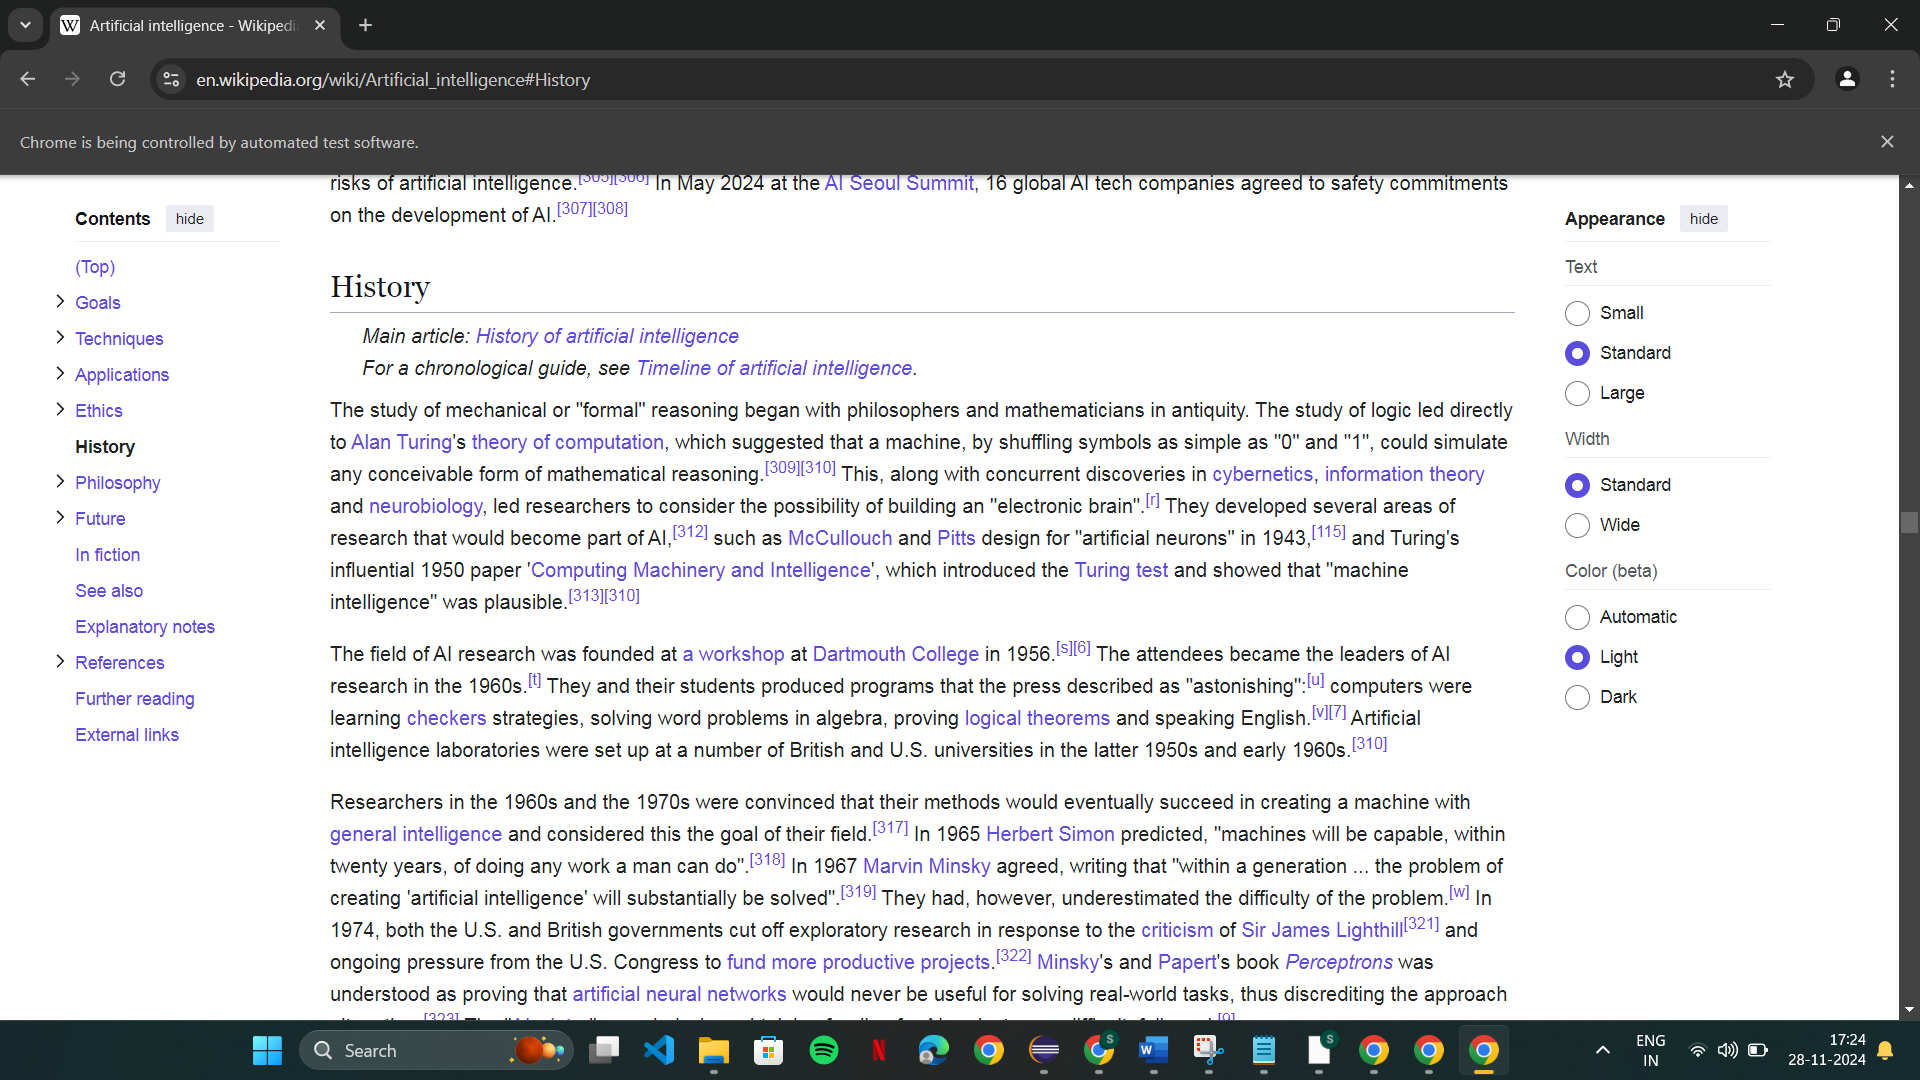 Artificial intelligence - Wikipedi
en.wikipedia.org/wiki/Artificial_intelligence#History
Chrome is being controlled by automated test software.
Contents hide
(Top)
Goals
Techniques
Applications
Ethics
History
Philosophy
Future
In fiction
See also
Explanatory notes
References
Further reading
External links
risks of artificial intelligence.[305][306] In May 2024 at the AI Seoul Summit, 16 global AI tech companies agreed to safety commitments
on the development of AI.[307][308]
History
Main article: History of artificial intelligence
For a chronological guide, see Timeline of artificial intelligence.
The study of mechanical or "formal" reasoning began with philosophers and mathematicians in antiquity. The study of logic led directly
to Alan Turing's theory of computation, which suggested that a machine, by shuffling symbols as simple as "0" and "1", could simulate
any conceivable form of mathematical reasoning.[309][310] This, along with concurrent discoveries in cybernetics, information theory
and neurobiology, led researchers to consider the possibility of building an "electronic brain".[r] They developed several areas of
research that would become part of AI,[312] such as McCullouch and Pitts design for "artificial neurons" in 1943,[115] and Turing's
influential 1950 paper 'Computing Machinery and Intelligence', which introduced the Turing test and showed that "machine
intelligence" was plausible.[313][310]
The field of AI research was founded at a workshop at Dartmouth College in 1956.[s][6] The attendees became the leaders of AI
research in the 1960s.[t] They and their students produced programs that the press described as "astonishing":[u] computers were
learning checkers strategies, solving word problems in algebra, proving logical theorems and speaking English.[v][7] Artificial
intelligence laboratories were set up at a number of British and U.S. universities in the latter 1950s and early 1960s.[310]
Researchers in the 1960s and the 1970s were convinced that their methods would eventually succeed in creating a machine with
general intelligence and considered this the goal of their field.[317] In 1965 Herbert Simon predicted, "machines will be capable, within
twenty years, of doing any work a man can do".[318] In 1967 Marvin Minsky agreed, writing that "within a generation ... the problem of
creating 'artificial intelligence' will substantially be solved".[319] They had, however, underestimated the difficulty of the problem.[w] In
1974, both the U.S. and British governments cut off exploratory research in response to the criticism of Sir James Lighthill[321] and
ongoing pressure from the U.S. Congress to fund more productive projects.[322] Minsky's and Papert's book Perceptrons was
understood as proving that artificial neural networks would never be useful for solving real-world tasks, thus discrediting the approach
Appearance hide
Text
Small
Standard
Large
Width
Standard
Wide
Color (beta)
Automatic
Light
Dark
Search
ENG
IN
17:24
28-11-2024